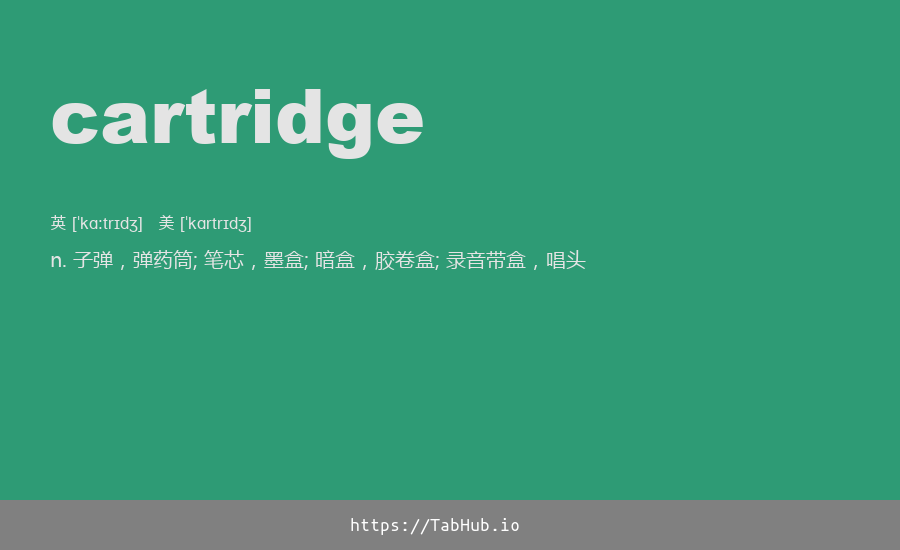 cartridge
英 [ˈkɑːtrɪdʒ] 美 [ˈkɑrtrɪdʒ]
n. 子弹，弹药筒; 笔芯，墨盒; 暗盒，胶卷盒; 录音带盒，唱头
https://TabHub.io